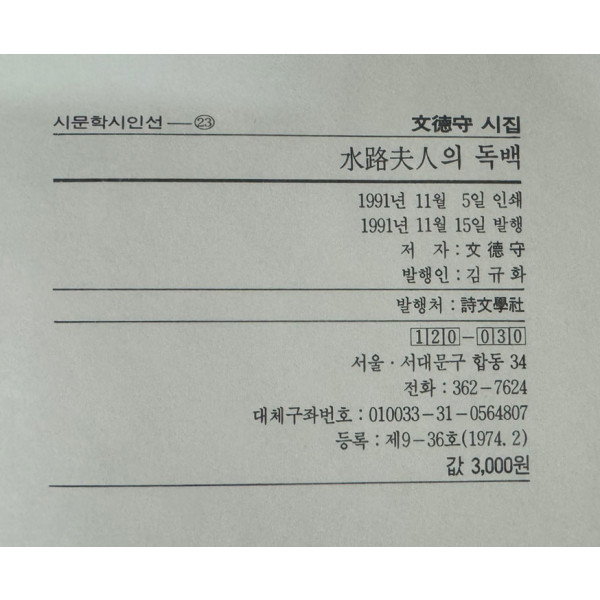 시문학시인선—㉓ 文德守 시집
水路夫人의 독백
1991년 11월 5일 인쇄
1991년 11월 15일 발행
저 자 : 文 德 守
발행인 : 김 규 화
발행처 : 詩文學社
120-030
서울 · 서대문구 합동 34
전화 : 362-7624
대체구좌번호 : 010033-31-0564807
등록 : 제9-36호(1974. 2)
값 3,000원